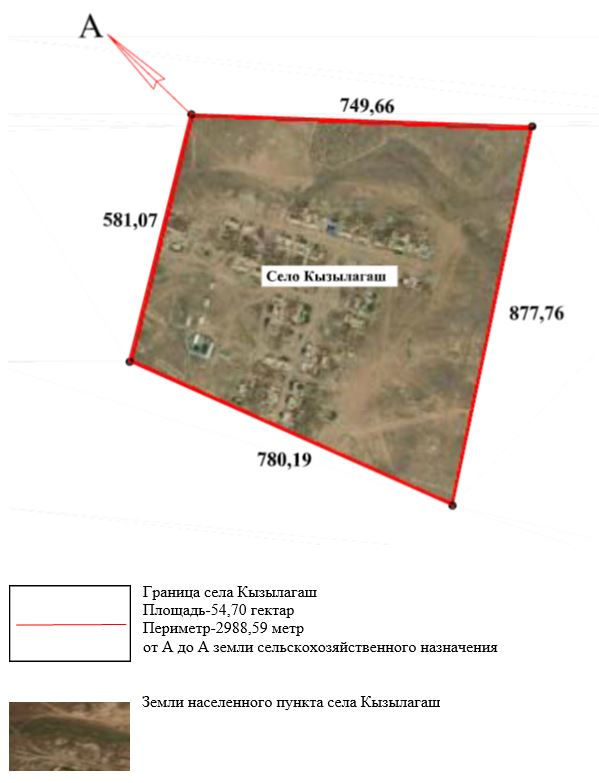 А
749,66
581,07
Село Кызылагаш
877,76
780,19
Граница села Кызылагаш
Площадь-54,70 гектар
Периметр-2988,59 метр
от А до А земли сельскохозяйственного назначения
Земли населенного пункта села Кызылагаш